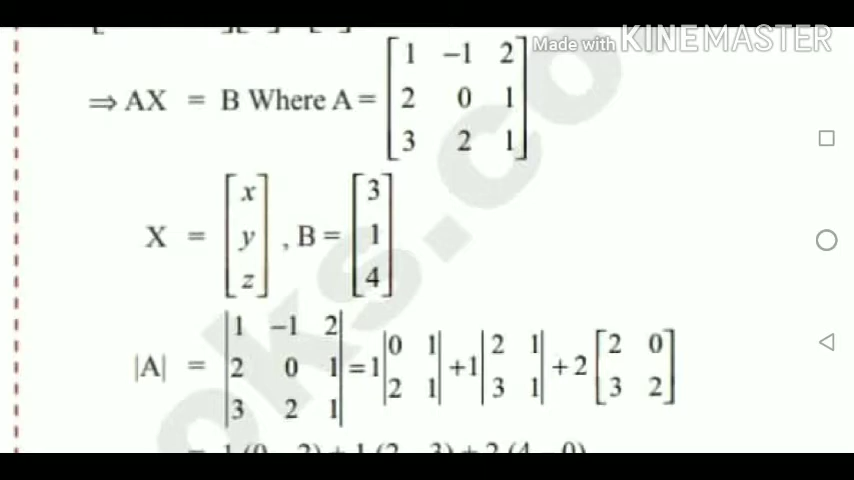 Made with KINEMASTER
⇒ AX = B Where A = [1 -1 2
2 0 1
3 2 1]
X = [x
y
z] , B = [3
1
4]
|A| = |1 -1 2
2 0 1
3 2 1| = 1 |0 1
2 1| +1 |2 1
3 1| + 2 [2 0
3 2]